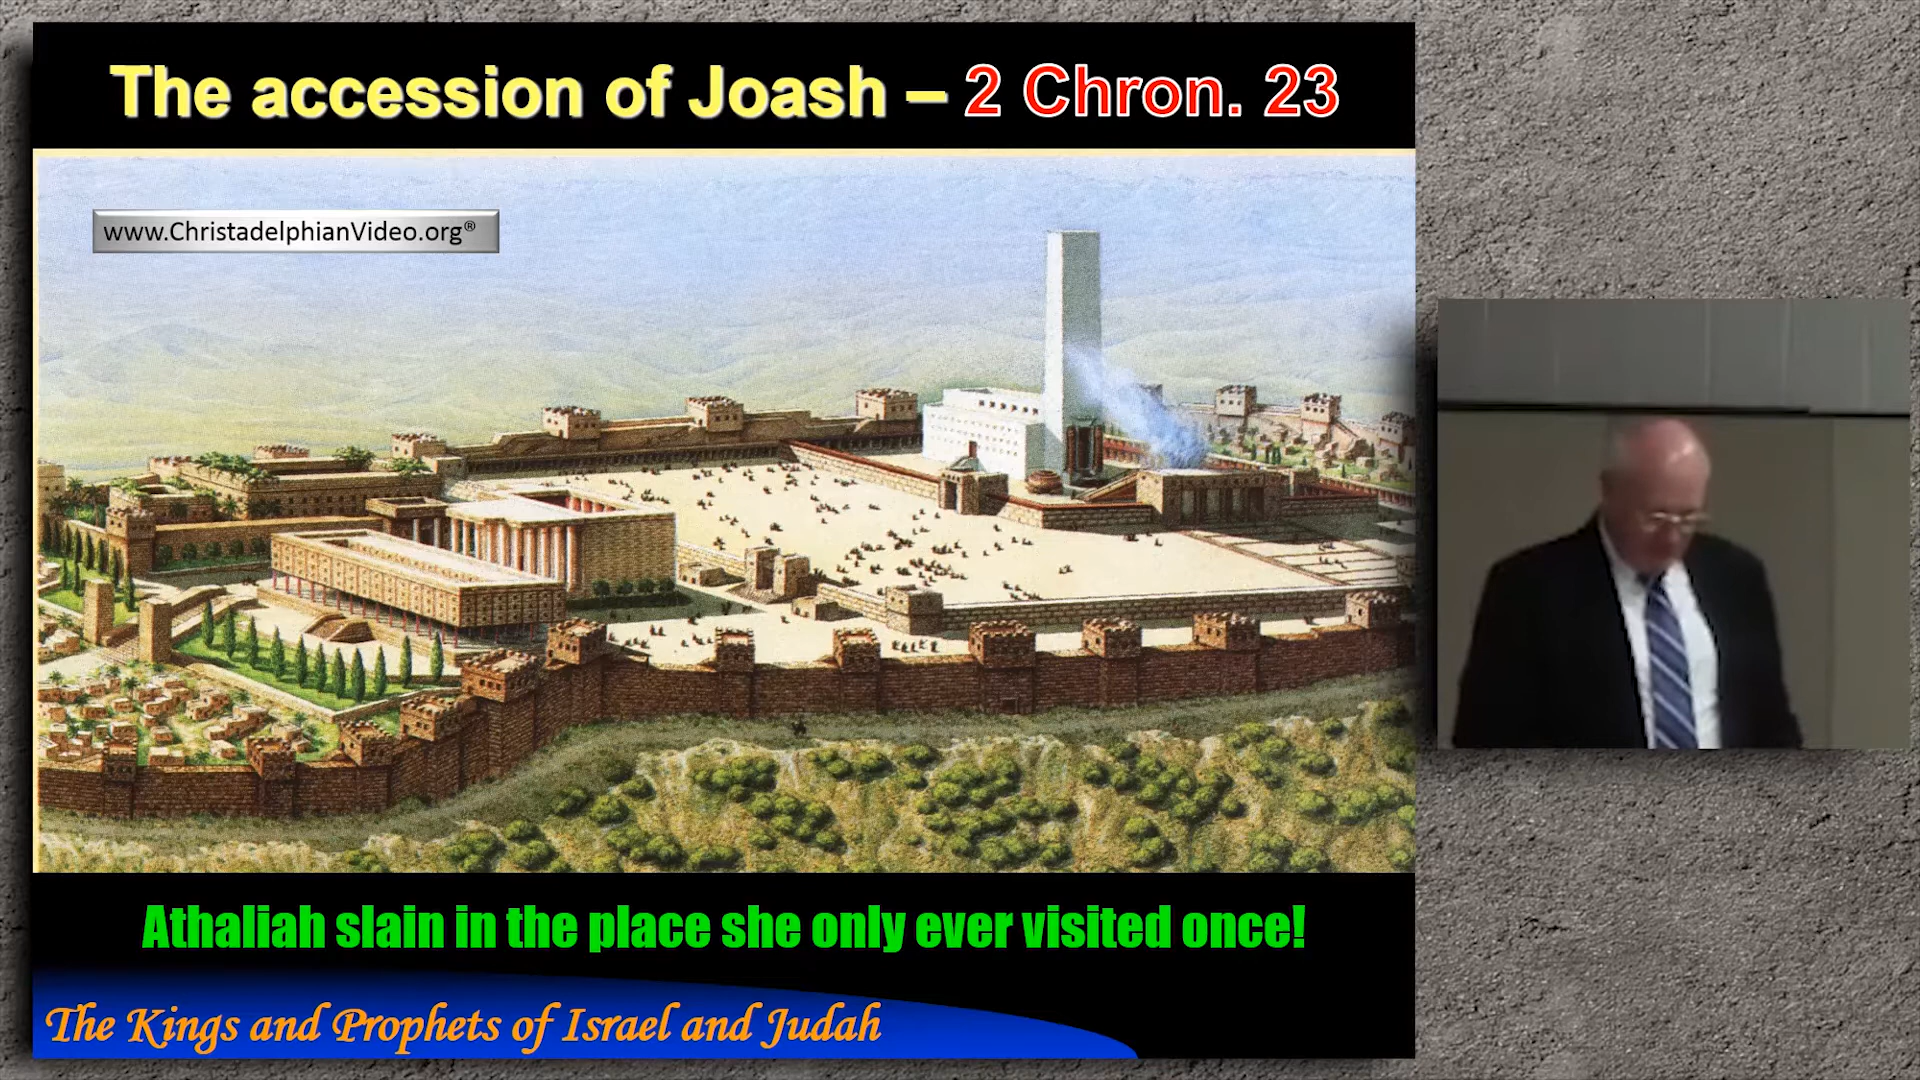 The accession of Joash – 2 Chron. 23
www.ChristadelphianVideo.org®
Athaliah slain in the place she only ever visited once!
The Kings and Prophets of Israel and Judah